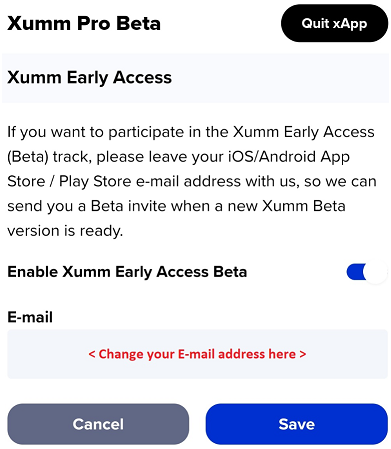 Xumm Pro Beta
Quit xApp
Xumm Early Access
If you want to participate in the Xumm Early Access
(Beta) track, please leave your iOS/Android App
Store / Play Store e-mail address with us, so we can
send you a Beta invite when a new Xumm Beta
version is ready.
Enable Xumm Early Access Beta
E-mail
< Change your E-mail address here >
Cancel
Save